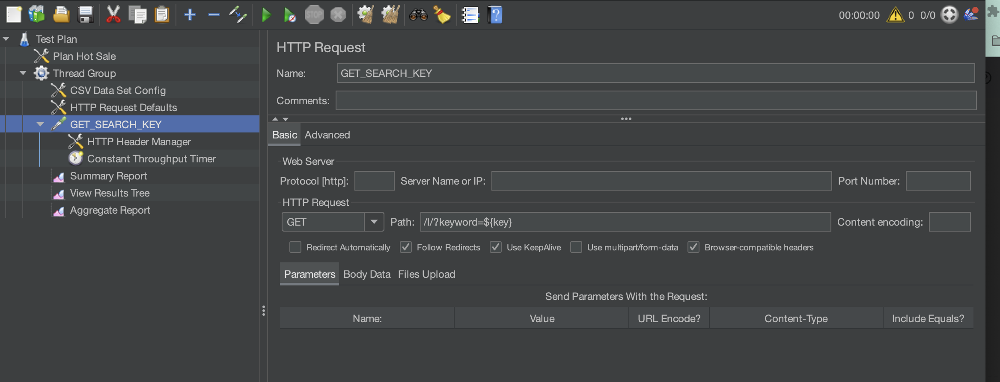 STOP
?
00:00:00
0
0/0
Test Plan
Plan Hot Sale
Thread Group
CSV Data Set Config
HTTP Request Defaults
GET_SEARCH_KEY
HTTP Header Manager
Constant Throughput Timer
Summary Report
View Results Tree
Aggregate Report
HTTP Request
Name: GET_SEARCH_KEY
Comments:
Basic Advanced
Web Server
Protocol [http]: Server Name or IP: Port Number:
HTTP Request
GET Path: /l/?keyword=${key} Content encoding:
Redirect Automatically Follow Redirects Use KeepAlive Use multipart/form-data Browser-compatible headers
Parameters Body Data Files Upload
Send Parameters With the Request:
Name: Value URL Encode? Content-Type Include Equals?